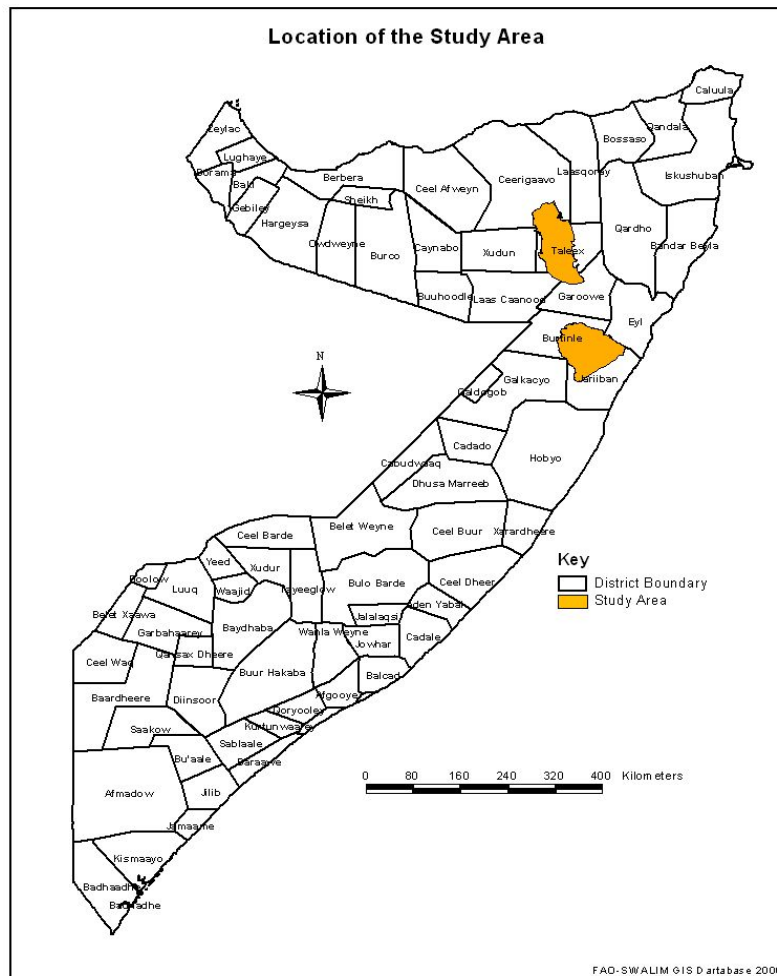 Location of the Study Area
Caluula
Qandala
Zeylac
Bossaso
Lughaye
Laasqoray
Borama
Berbera
Ceerigaavo
Iskushuban
Baki
Ceel Afweyn
Sheikh
Gebiley
Hargeysa
Qardho
Owdweyne
Caynabo
Bandar Beyla
Burco
Xudun
Taleex
Buuhoodle
Laas Caanood
Garoowe
Eyl
Burtinle
N
Galkacyo
Jariiban
Galdogob
Cadado
Hobyo
Cabudwaaq
Dhusa Marreeb
Belet Weyne
Ceel Buur
Xarardheere
Ceel Barde
Key
Yeed
Xudur
Doolow
Luuq
Waajid
Tayeeglow
Bulo Barde
Ceel Dheer
District Boundary
Aden Yabaal
Study Area
Belet Xaawa
Jalalaqsi
Garbahaarey
Baydhaba
Wanla Weyne
Jowhar
Cadale
Qansax Dheere
Ceel Waq
Buur Hakaba
Balcad
Baardheere
Diinsoor
Afgooye
Qoryooley
Saakow
Kurtunwaarey
Sablaale
Baraawe
Bu'aale
0 80 160 240 320 400 Kilometers
Afmadow
Jilib
Jamaame
Kismaayo
Badhaadhe
Badhadhe
FAO-SWALIM GIS Dartabase